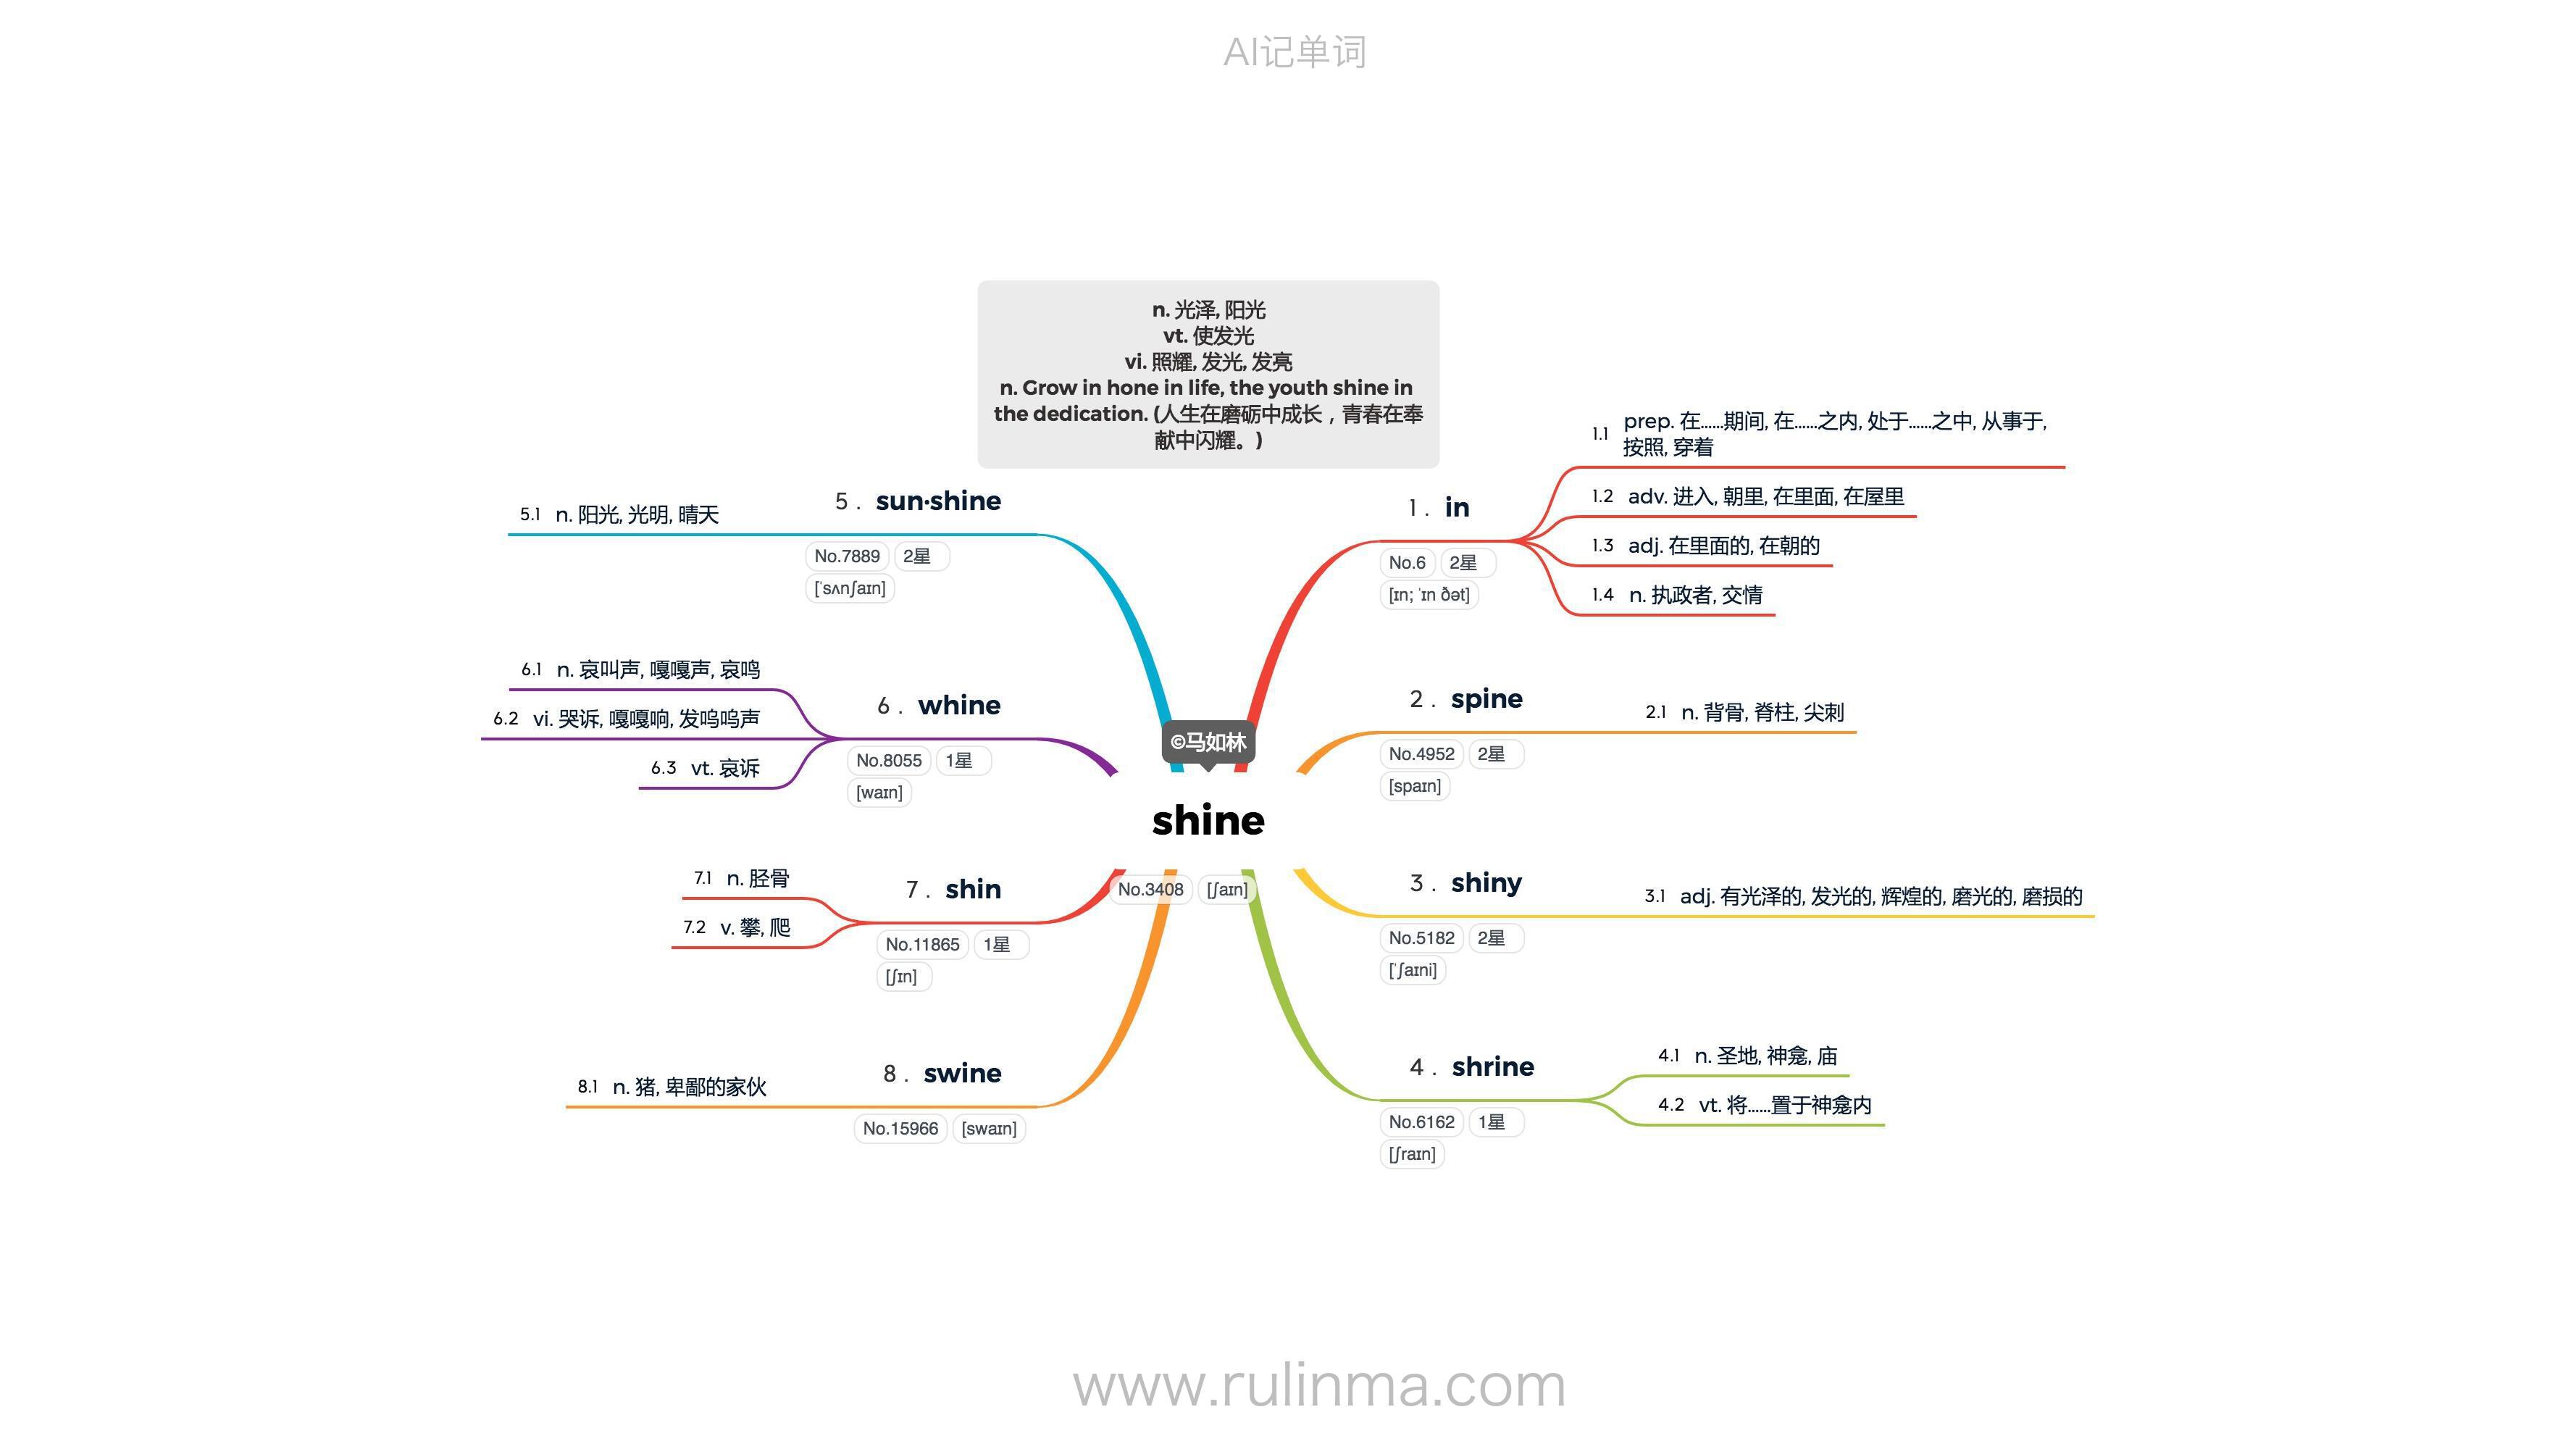 AI记单词
n. 光泽, 阳光
vt. 使发光
vi. 照耀, 发光, 发亮
n. Grow in hone in life, the youth shine in
the dedication. (人生在磨砺中成长，青春在奉
献中闪耀。)
©马如林
shine
No.3408 [ʃaɪn]
1 . in
No.6 2星
[ɪn; ˈɪn ðət]
1.1 prep. 在……期间, 在……之内, 处于……之中, 从事于,
按照, 穿着
1.2 adv. 进入, 朝里, 在里面, 在屋里
1.3 adj. 在里面的, 在朝的
1.4 n. 执政者, 交情
2 . spine
No.4952 2星
[spaɪn]
2.1 n. 背骨, 脊柱, 尖刺
3 . shiny
No.5182 2星
[ˈʃaɪni]
3.1 adj. 有光泽的, 发光的, 辉煌的, 磨光的, 磨损的
4 . shrine
No.6162 1星
[ʃraɪn]
4.1 n. 圣地, 神龛, 庙
4.2 vt. 将……置于神龛内
5 . sun·shine
No.7889 2星
[ˈsʌnʃaɪn]
5.1 n. 阳光, 光明, 晴天
6 . whine
No.8055 1星
[waɪn]
6.1 n. 哀叫声, 嘎嘎声, 哀鸣
6.2 vi. 哭诉, 嘎嘎响, 发呜呜声
6.3 vt. 哀诉
7 . shin
No.11865 1星
[ʃɪn]
7.1 n. 胫骨
7.2 v. 攀, 爬
8 . swine
No.15966 [swaɪn]
8.1 n. 猪, 卑鄙的家伙
www.rulinma.com